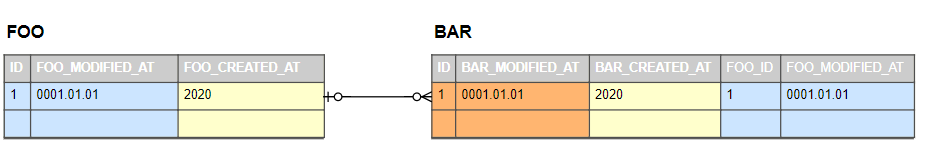 FOO
ID FOO_MODIFIED_AT FOO_CREATED_AT
1 0001.01.01 2020
BAR
ID BAR_MODIFIED_AT BAR_CREATED_AT FOO_ID FOO_MODIFIED_AT
1 0001.01.01 2020 1 0001.01.01